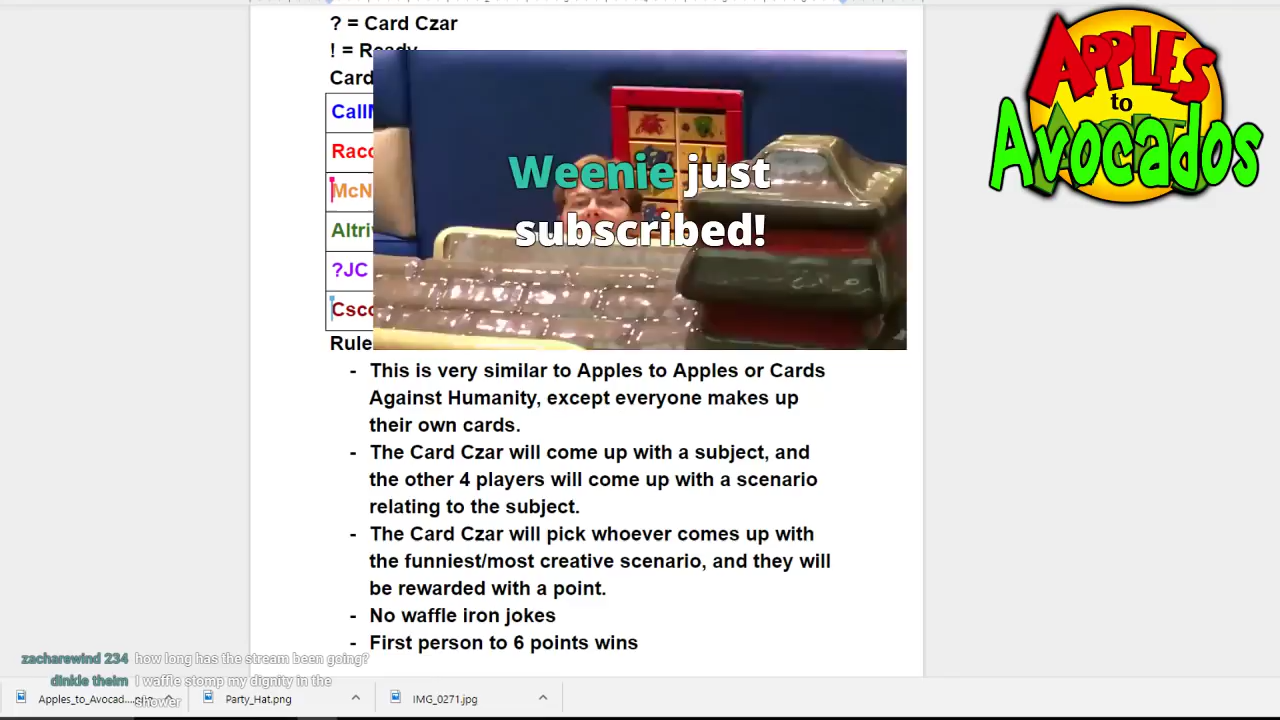 ? = Card Czar
! = Ready
Card
CallM
Raco
McN
Altri
?JC
Csco
Rule
Weenie just
subscribed!
- This is very similar to Apples to Apples or Cards
Against Humanity, except everyone makes up
their own cards.
- The Card Czar will come up with a subject, and
the other 4 players will come up with a scenario
relating to the subject.
- The Card Czar will pick whoever comes up with
the funniest/most creative scenario, and they will
be rewarded with a point.
- No waffle iron jokes
- First person to 6 points wins
APPLES
to
Avocados
zacharewind 234 how long has the stream been going?
dinkle theim I waffle stomp my dignity in the
shower
Apples_to_Avocad....png
Party_Hat.png
IMG_0271.jpg